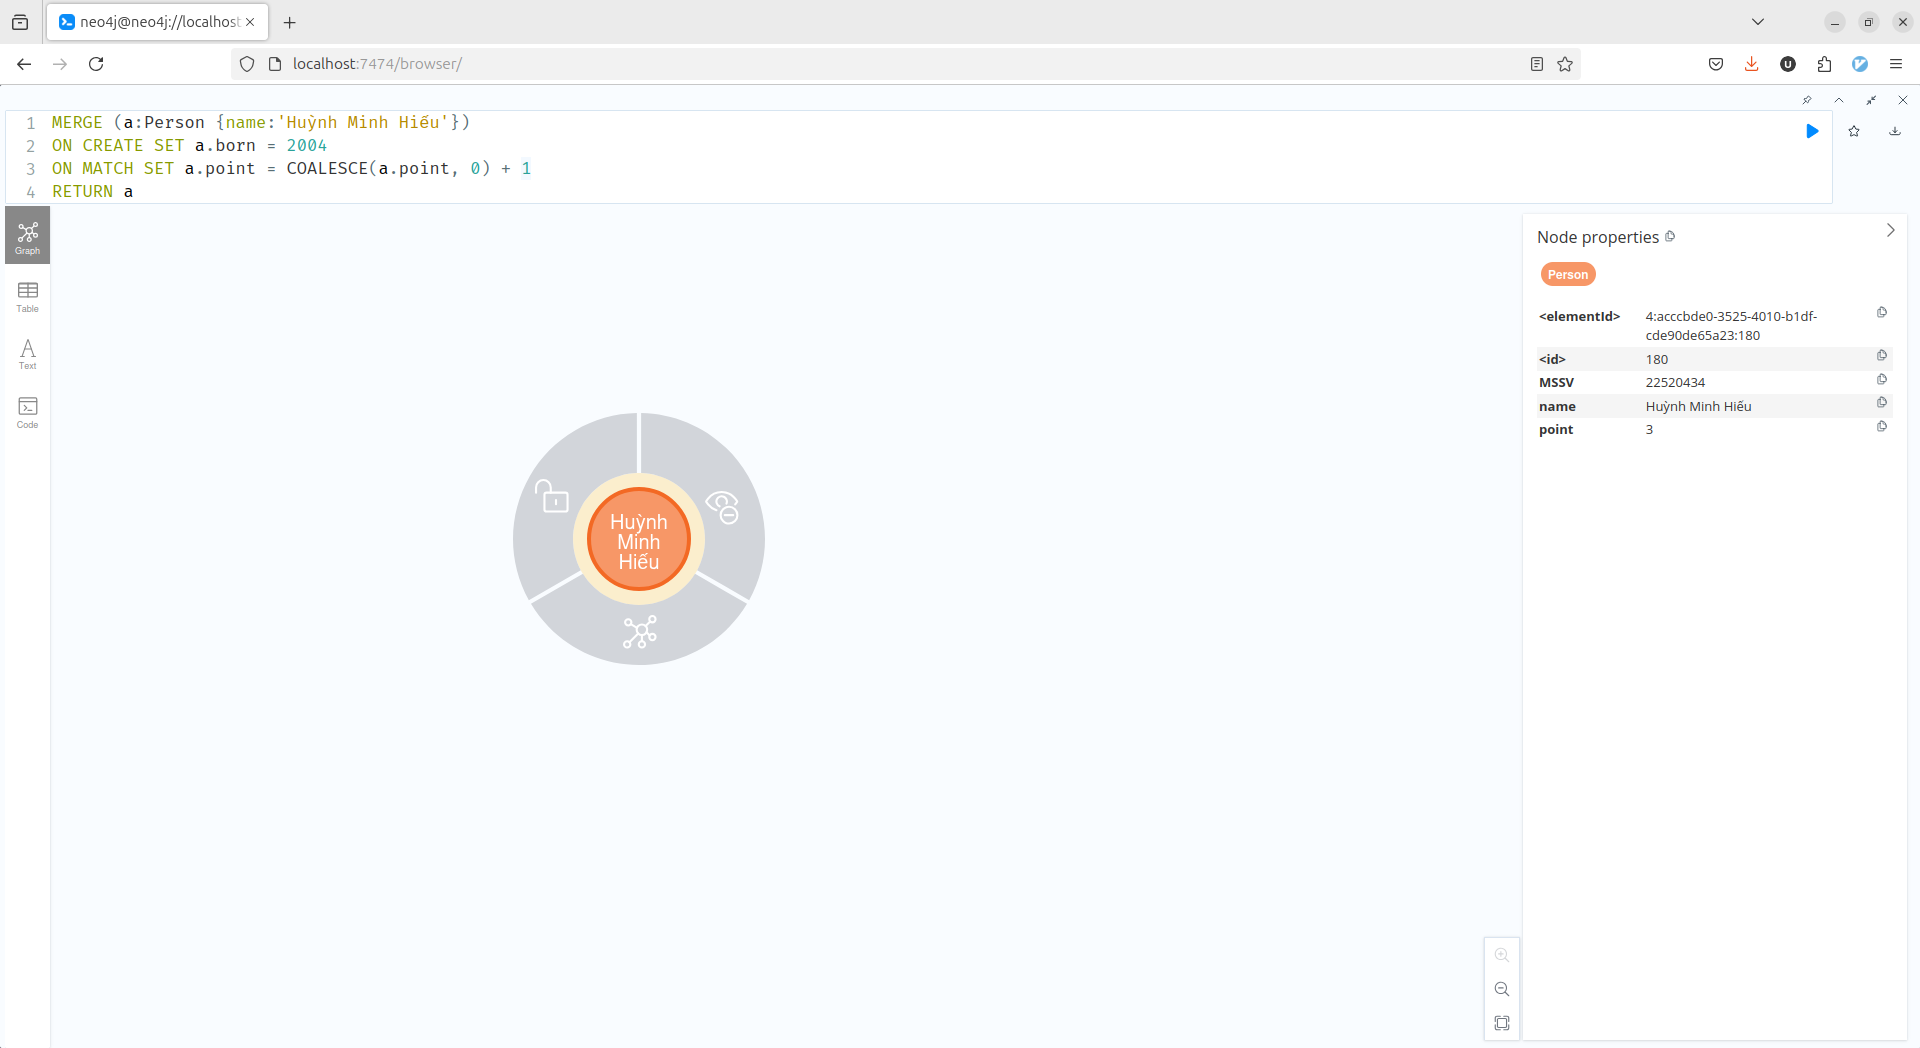 neo4j@neo4j://localhost
localhost:7474/browser/
1 MERGE (a:Person {name:'Huỳnh Minh Hiếu'})
2 ON CREATE SET a.born = 2004
3 ON MATCH SET a.point = COALESCE(a.point, 0) + 1
4 RETURN a
Graph
Table
Text
Code
Huỳnh
Minh
Hiếu
Node properties
Person
<elementId> 4:acccbde0-3525-4010-b1df-
cde90de65a23:180
<id> 180
MSSV 22520434
name Huỳnh Minh Hiếu
point 3